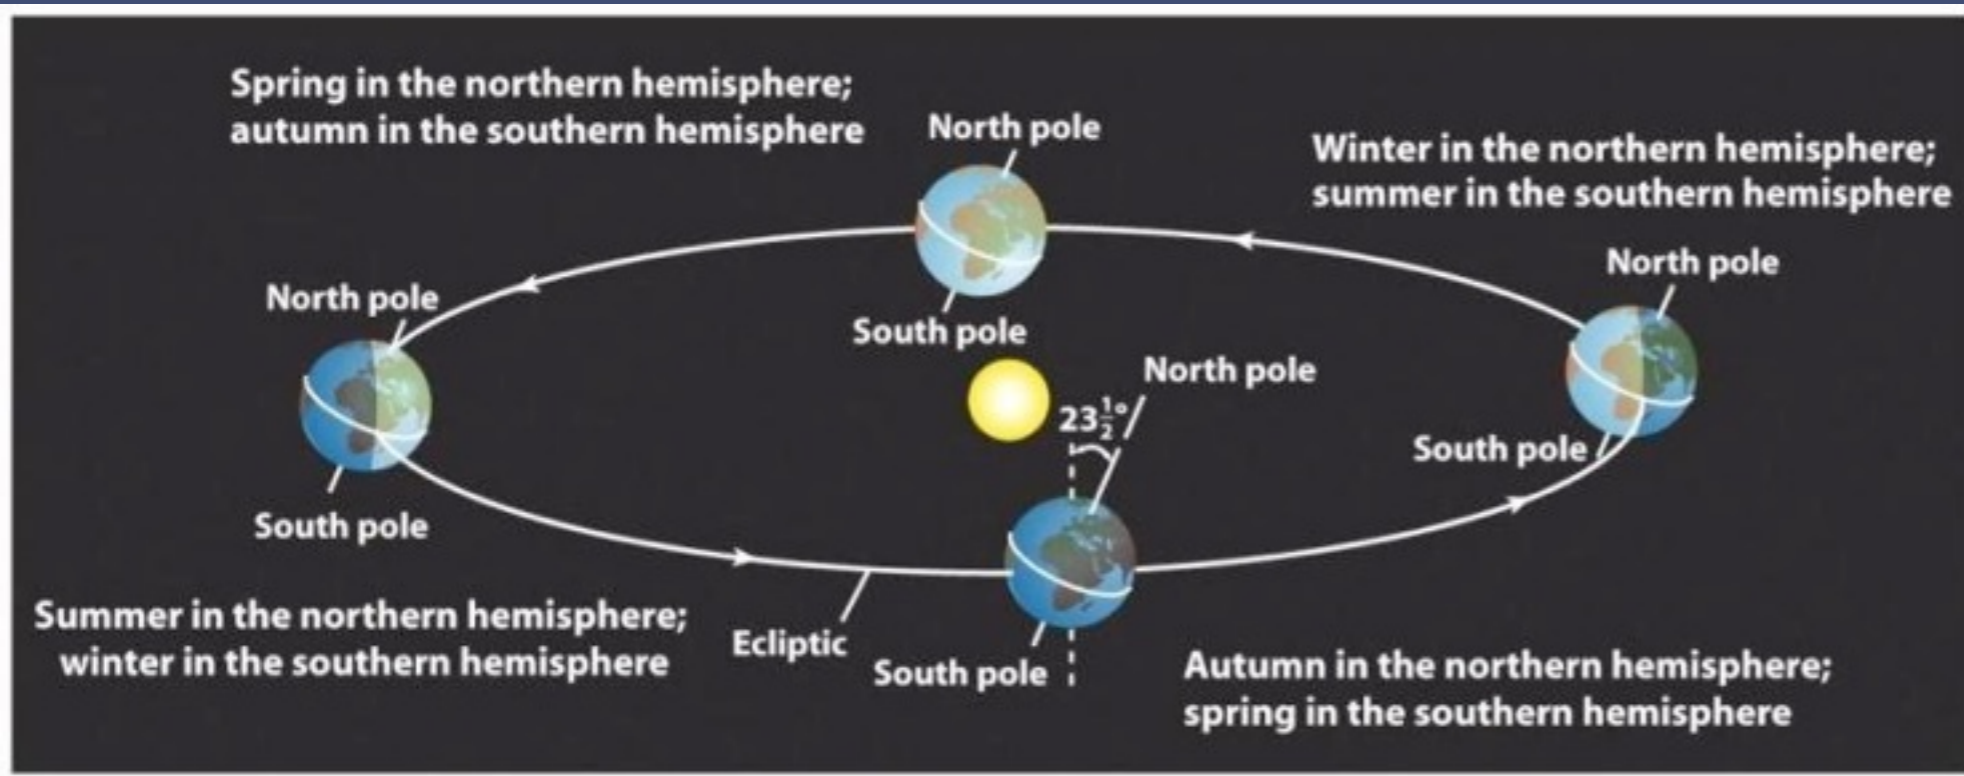 Spring in the northern hemisphere;
autumn in the southern hemisphere
North pole
South pole
Winter in the northern hemisphere;
summer in the southern hemisphere
North pole
South pole
North pole
South pole
23½°
North pole
South pole
Ecliptic
Summer in the northern hemisphere;
winter in the southern hemisphere
Autumn in the northern hemisphere;
spring in the southern hemisphere